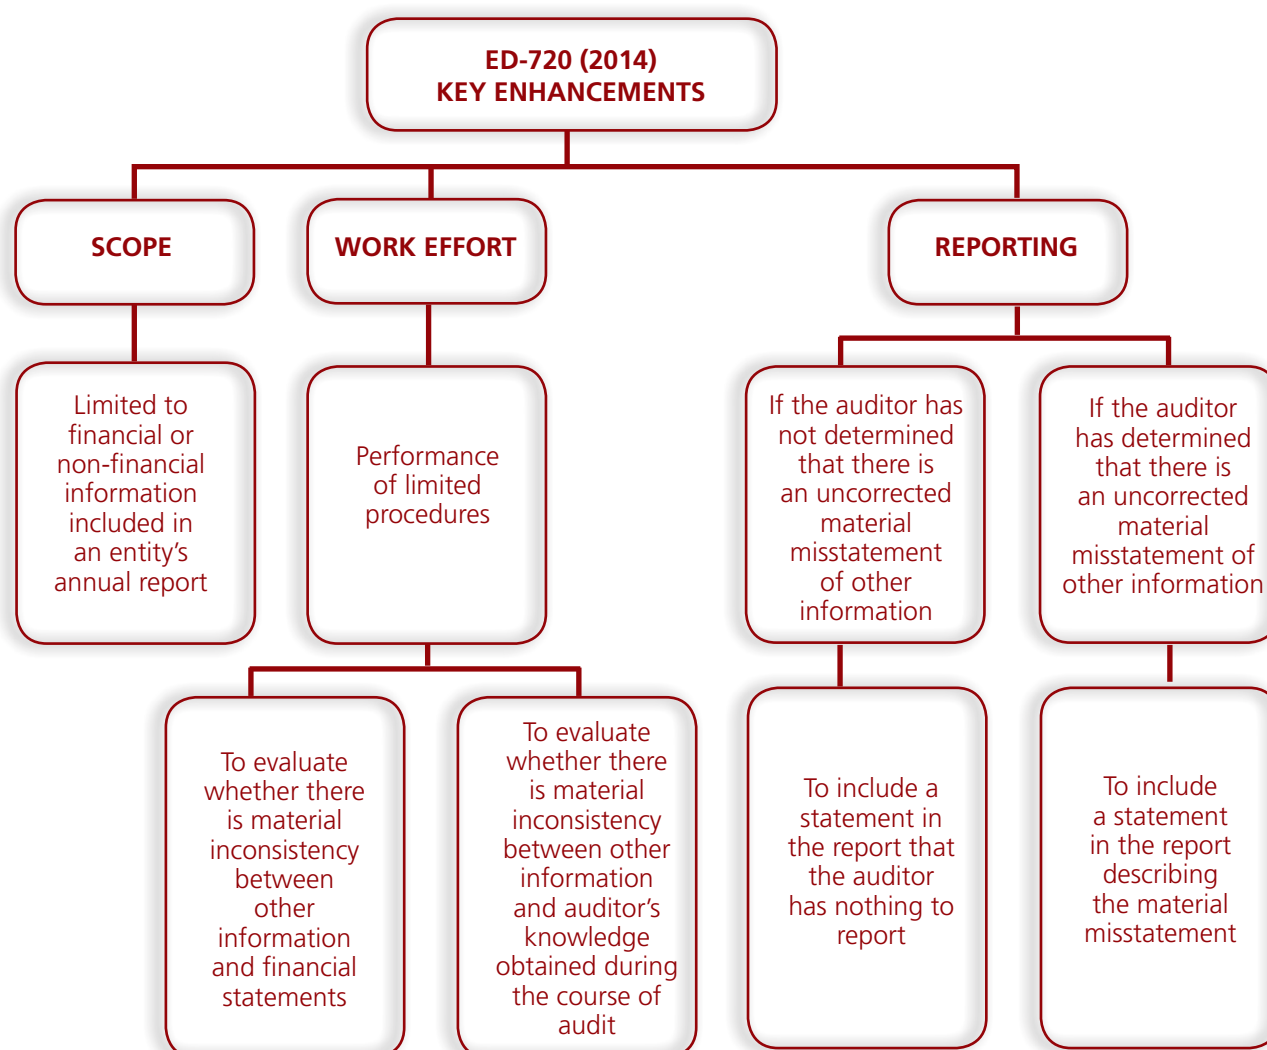 ED-720 (2014)
KEY ENHANCEMENTS
SCOPE
WORK EFFORT
REPORTING
Limited to
financial or
non-financial
information
included in
an entity’s
annual report
Performance
of limited
procedures
If the auditor has
not determined
that there is
an uncorrected
material
misstatement
of other
information
If the auditor
has determined
that there is
an uncorrected
material
misstatement of
other information
To evaluate
whether there
is material
inconsistency
between
other
information
and financial
statements
To evaluate
whether there
is material
inconsistency
between other
information
and auditor’s
knowledge
obtained during
the course of
audit
To include a
statement in
the report that
the auditor
has nothing to
report
To include
a statement
in the report
describing
the material
misstatement